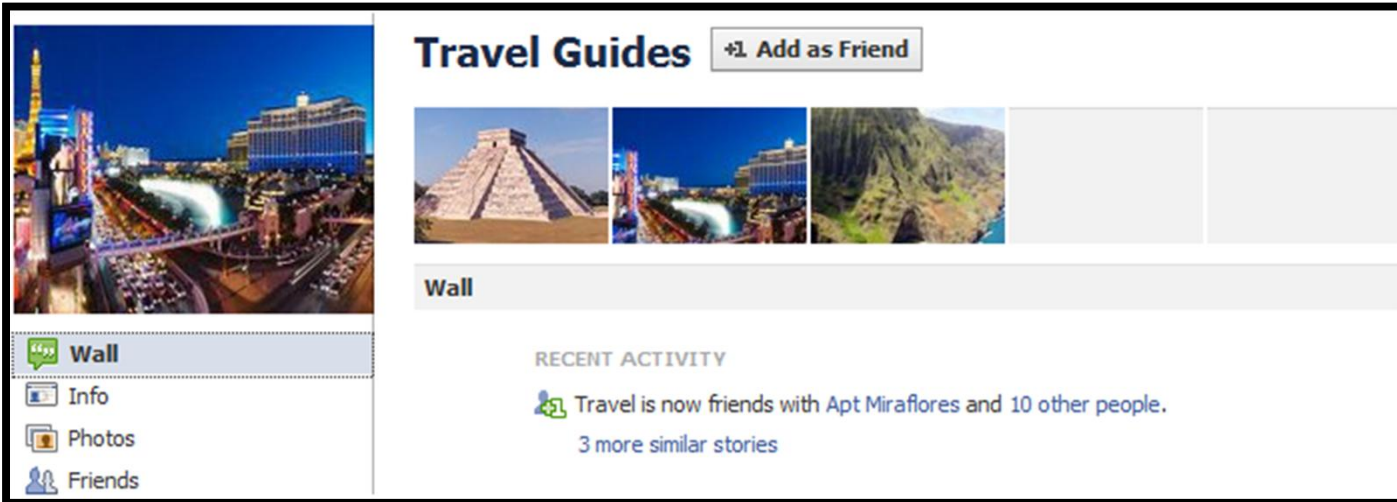 Travel Guides
+1 Add as Friend
Wall
Info
Photos
Friends
Wall
RECENT ACTIVITY
Travel is now friends with Apt Miraflores and 10 other people.
3 more similar stories